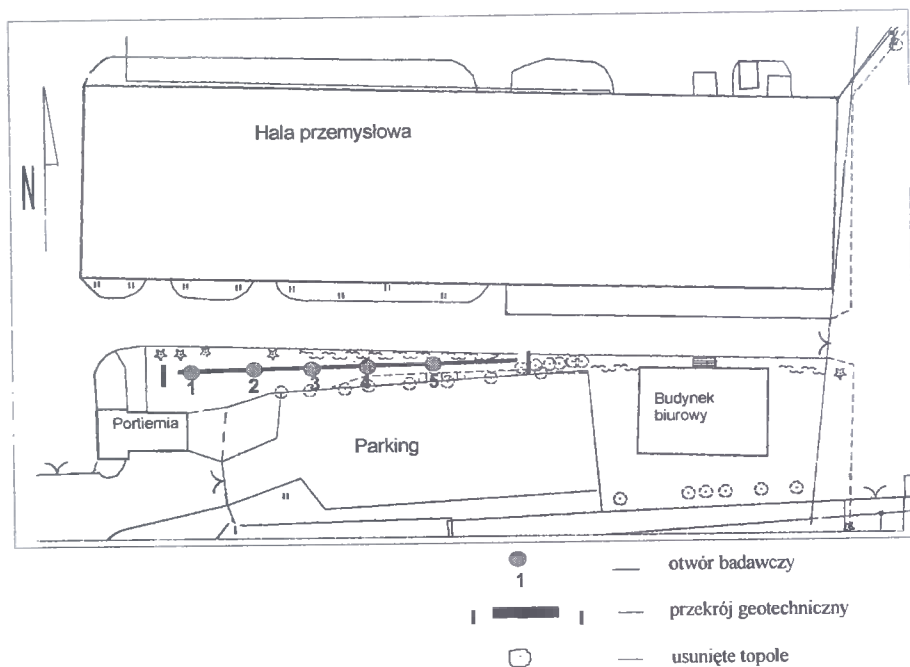 Hala przemysłowa
N
I
1 2 3 4 5
I
Portiernia
Parking
Budynek
biurowy
1 — otwór badawczy
I I — przekrój geotechniczny
— usunięte topole